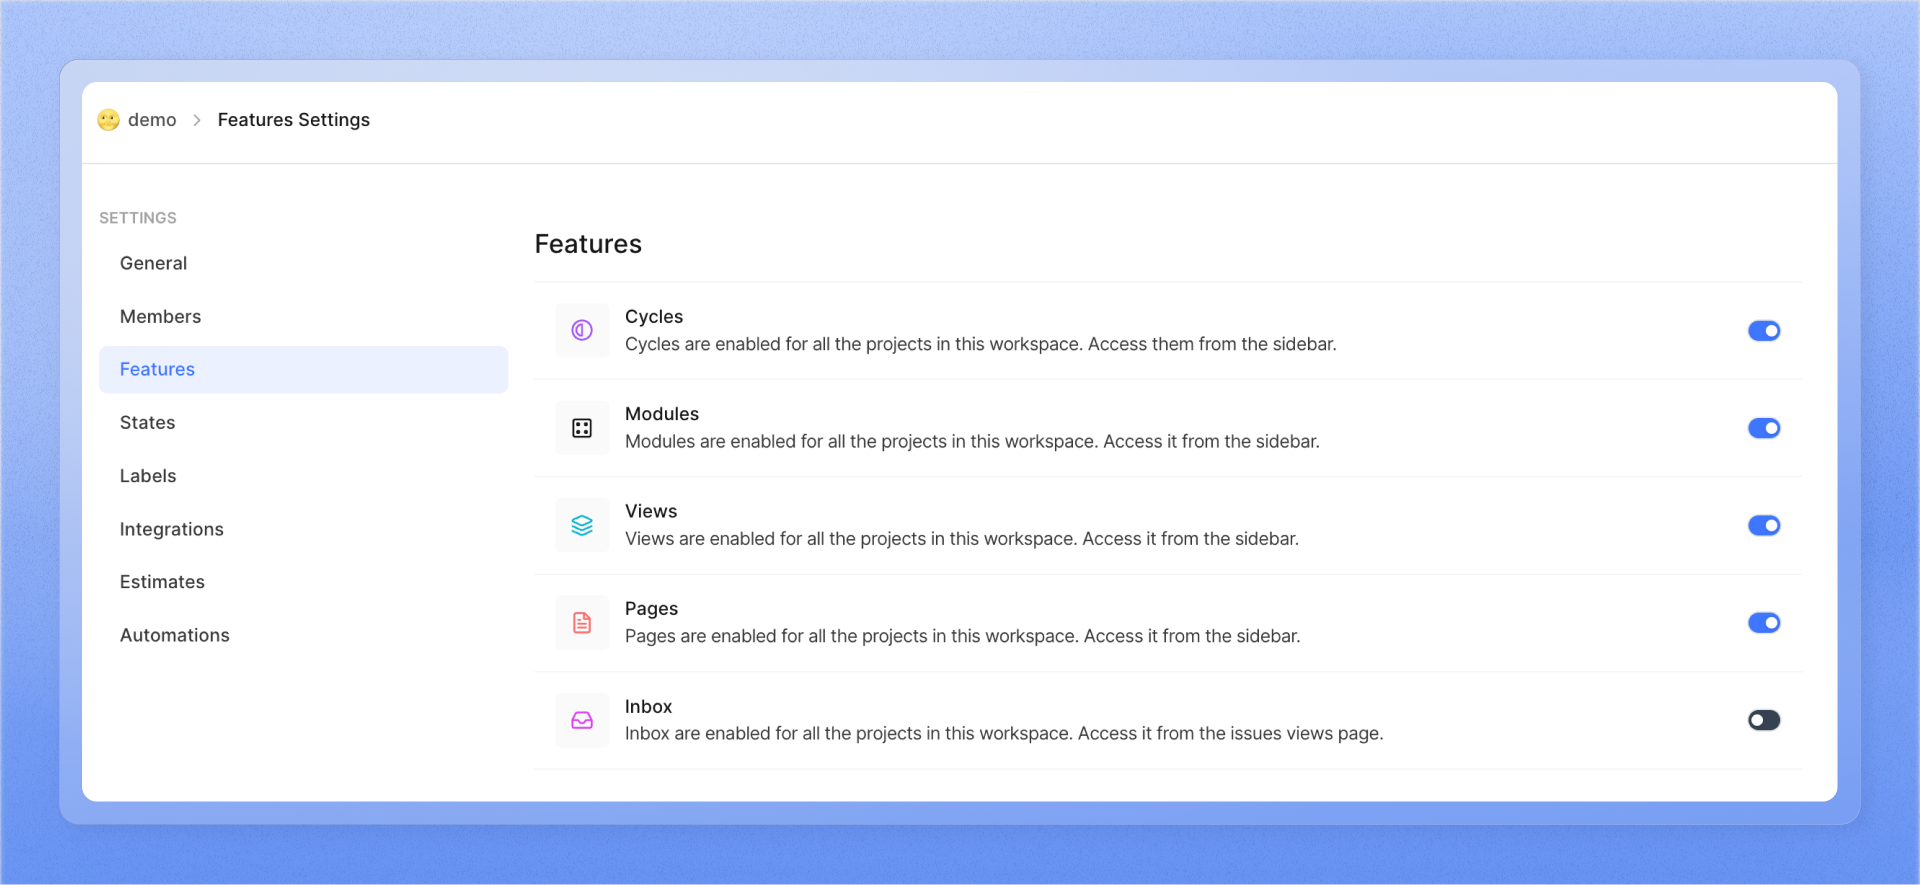 demo > Features Settings
SETTINGS
General
Members
Features
States
Labels
Integrations
Estimates
Automations
Features
Cycles
Cycles are enabled for all the projects in this workspace. Access them from the sidebar.
Modules
Modules are enabled for all the projects in this workspace. Access it from the sidebar.
Views
Views are enabled for all the projects in this workspace. Access it from the sidebar.
Pages
Pages are enabled for all the projects in this workspace. Access it from the sidebar.
Inbox
Inbox are enabled for all the projects in this workspace. Access it from the issues views page.